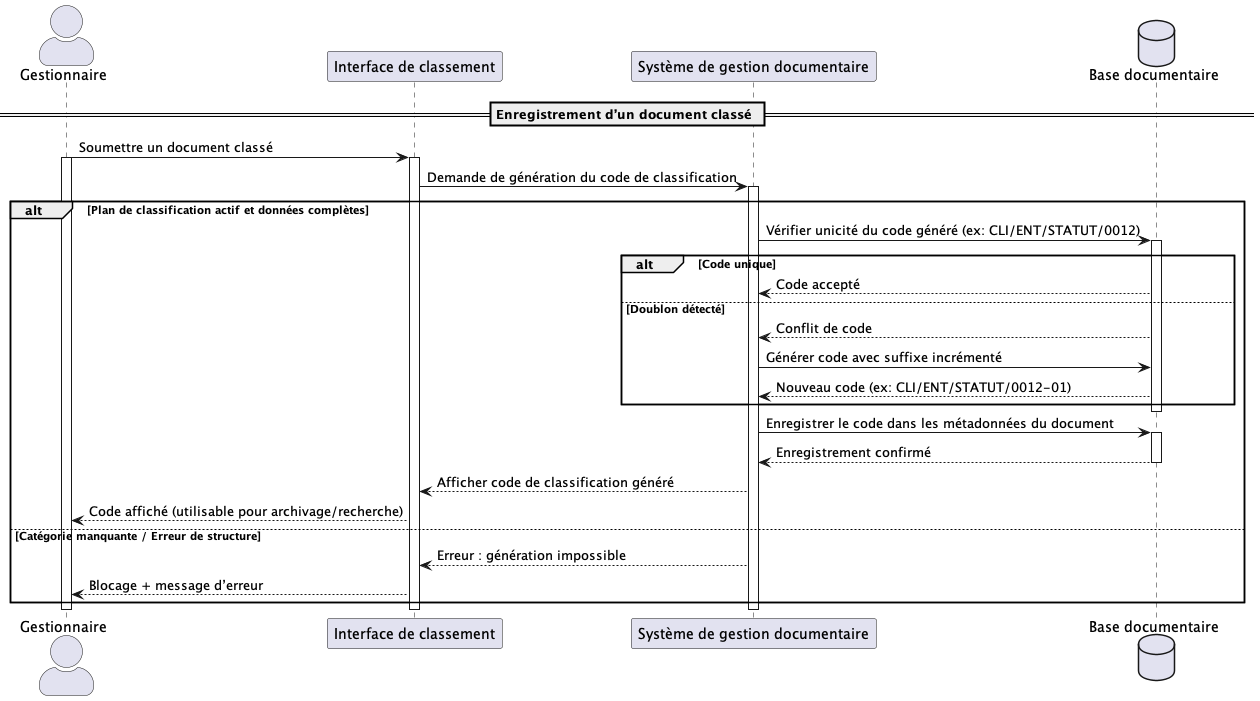 Gestionnaire
Interface de classement
Système de gestion documentaire
Base documentaire
Enregistrement d'un document classé
Soumettre un document classé
Demande de génération du code de classification
alt
[Plan de classification actif et données complètes]
Vérifier unicité du code généré (ex: CLI/ENT/STATUT/0012)
alt
[Code unique]
Code accepté
[Doublon détecté]
Conflit de code
Générer code avec suffixe incrémenté
Nouveau code (ex: CLI/ENT/STATUT/0012-01)
Enregistrer le code dans les métadonnées du document
Enregistrement confirmé
Afficher code de classification généré
Code affiché (utilisable pour archivage/recherche)
[Catégorie manquante / Erreur de structure]
Erreur : génération impossible
Blocage + message d’erreur
Gestionnaire
Interface de classement
Système de gestion documentaire
Base documentaire